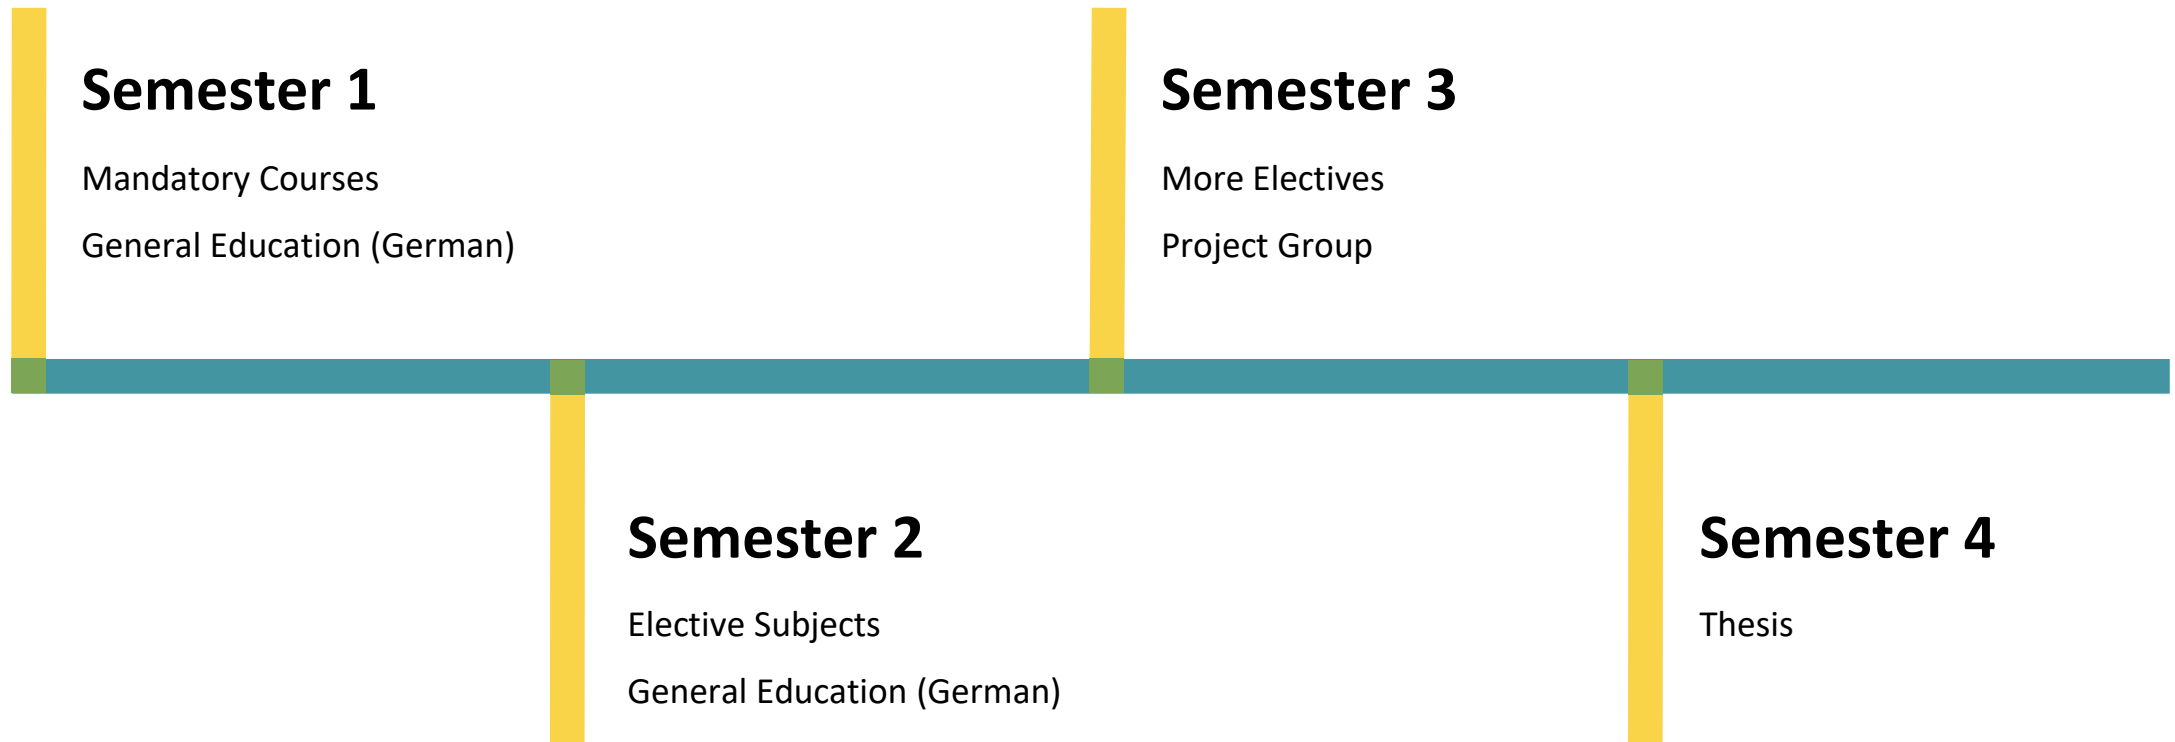 Semester 1
Mandatory Courses
General Education (German)
Semester 2
Elective Subjects
General Education (German)
Semester 3
More Electives
Project Group
Semester 4
Thesis